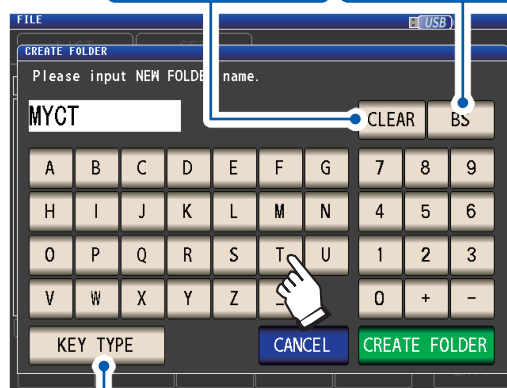 FILE USB
CREATE FOLDER
Please input NEW FOLDE name.
MYCT
CLEAR BS
A B C D E F G 7 8 9
H I J K L M N 4 5 6
O P Q R S T U 1 2 3
V W X Y Z 0 + -
KEY TYPE CANCEL CREATE FOLDER